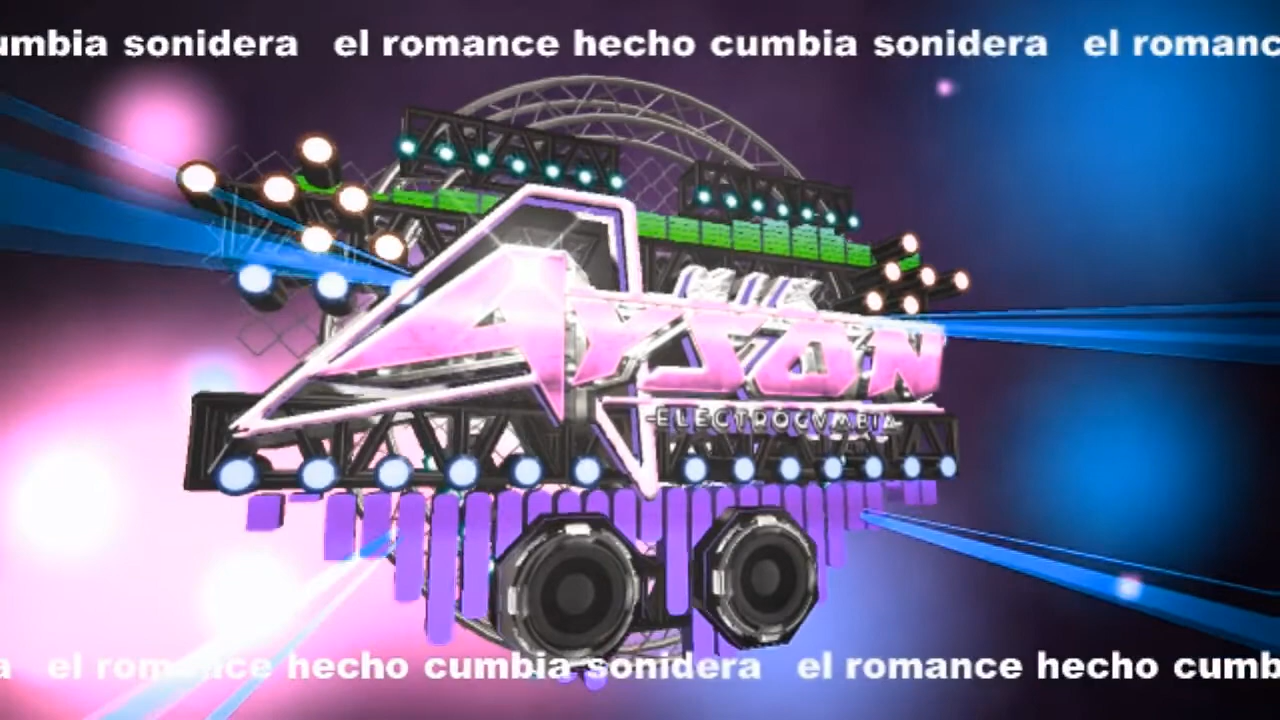 umbia sonidera el romance hecho cumbia sonidera el romanc
LOS
AYSON
-ELECTROCUMBIA-
a el romance hecho cumbia sonidera el romance hecho cumb